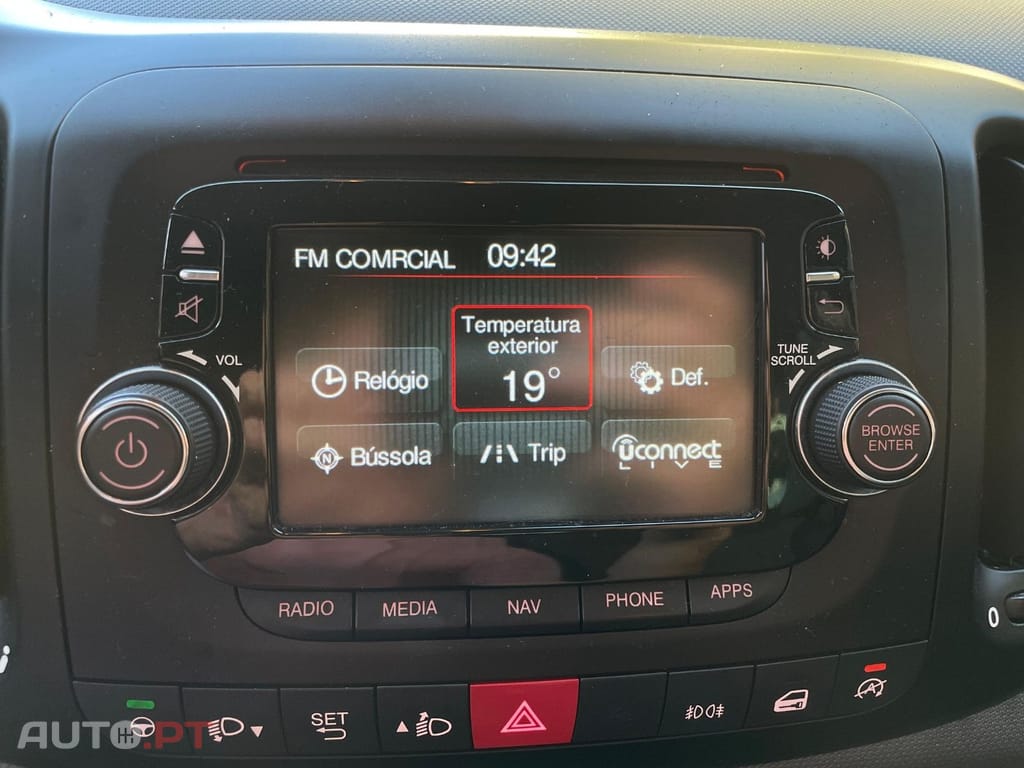 FM COMRCIAL 09:42
Temperatura
exterior
19°
Relógio
Def.
Bússola
Trip
uconnect
LIVE
VOL
TUNE
SCROLL
BROWSE
ENTER
RADIO
MEDIA
NAV
PHONE
APPS
0
SET
AUTO.PT